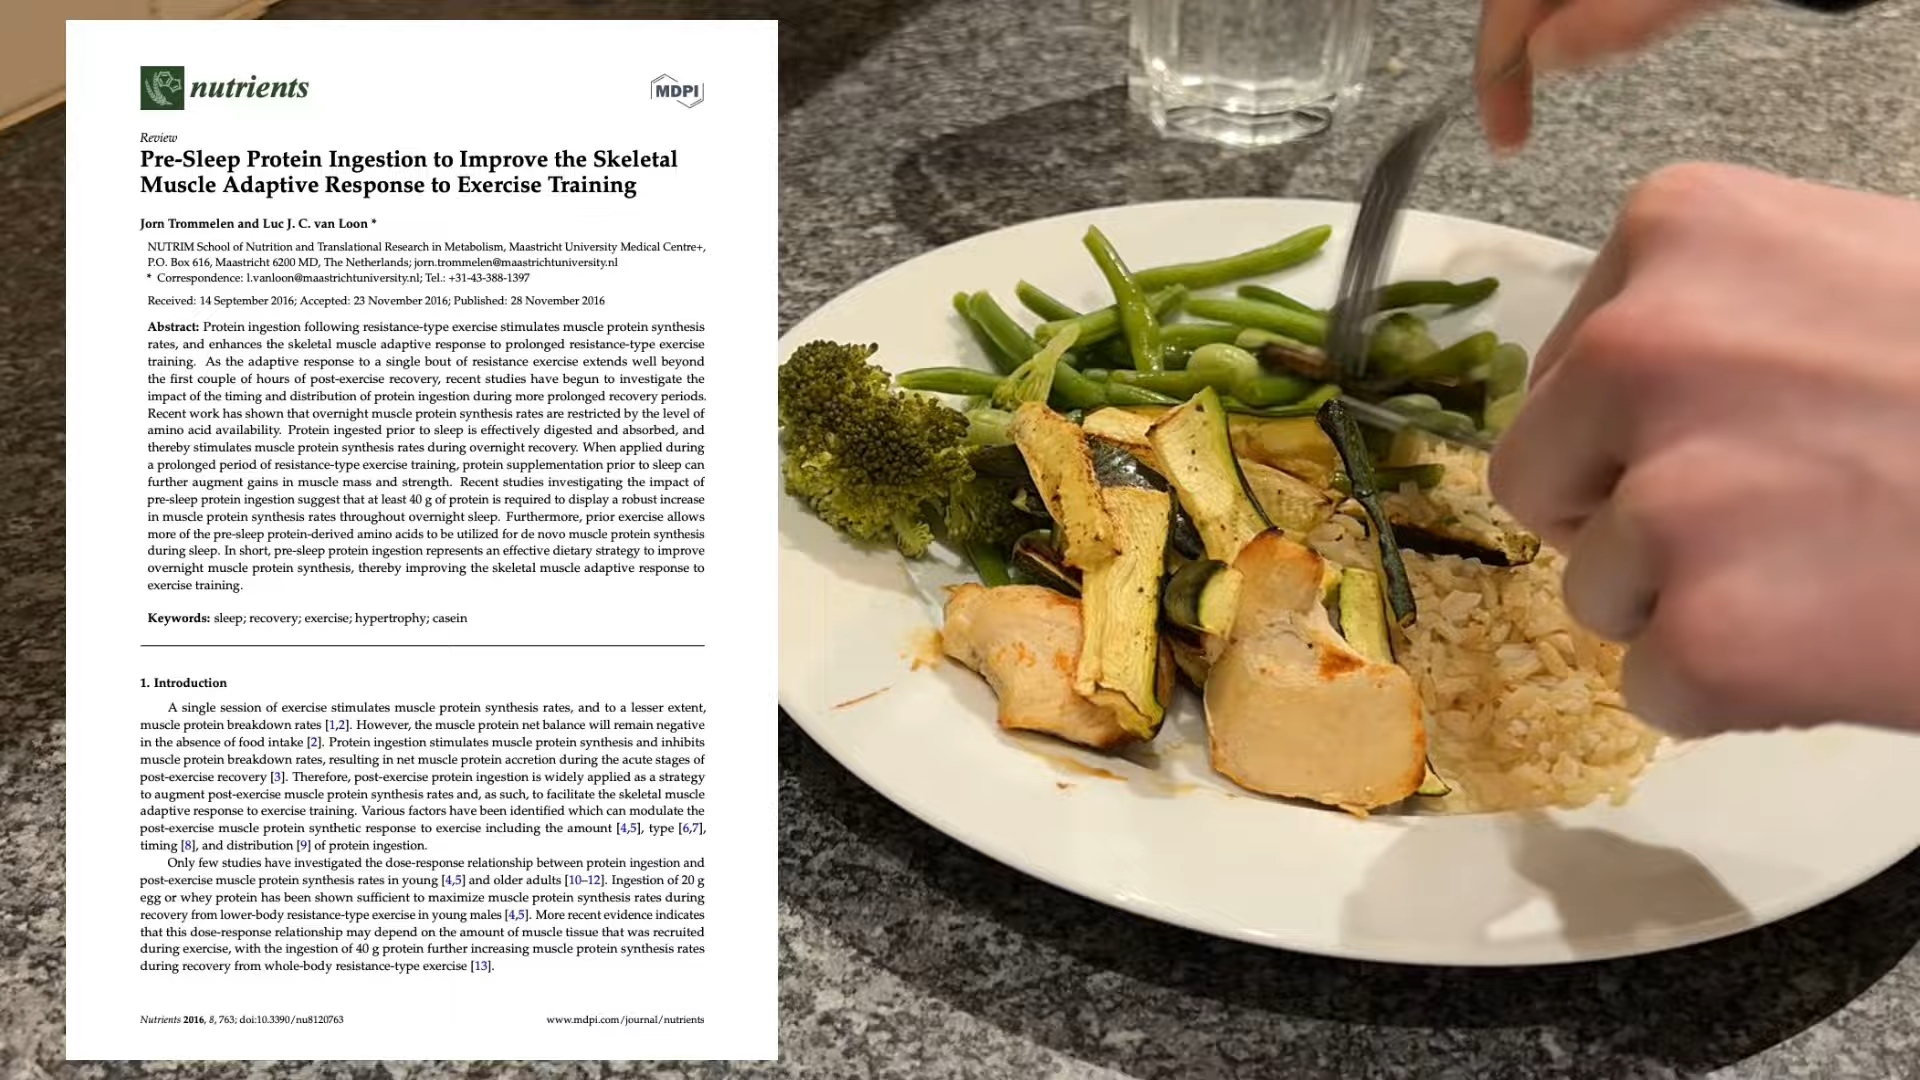 nutrients
MDPI
Review
Pre-Sleep Protein Ingestion to Improve the Skeletal
Muscle Adaptive Response to Exercise Training
Jorn Trommelen and Luc J. C. van Loon *
NUTRIM School of Nutrition and Translational Research in Metabolism, Maastricht University Medical Centre+,
P.O. Box 616, Maastricht 6200 MD, The Netherlands; jorn.trommelen@maastrichtuniversity.nl
* Correspondence: l.vanloon@maastrichtuniversity.nl; Tel.: +31-43-388-1397
Received: 14 September 2016; Accepted: 23 November 2016; Published: 28 November 2016
Abstract: Protein ingestion following resistance-type exercise stimulates muscle protein synthesis
rates, and enhances the skeletal muscle adaptive response to prolonged resistance-type exercise
training. As the adaptive response to a single bout of resistance exercise extends well beyond
the first couple of hours of post-exercise recovery, recent studies have begun to investigate the
impact of the timing and distribution of protein ingestion during more prolonged recovery periods.
Recent work has shown that overnight muscle protein synthesis rates are restricted by the level of
amino acid availability. Protein ingested prior to sleep is effectively digested and absorbed, and
thereby stimulates muscle protein synthesis rates during overnight recovery. When applied during
a prolonged period of resistance-type exercise training, protein supplementation prior to sleep can
further augment gains in muscle mass and strength. Recent studies investigating the impact of
pre-sleep protein ingestion suggest that at least 40 g of protein is required to display a robust increase
in muscle protein synthesis rates throughout overnight sleep. Furthermore, prior exercise allows
more of the pre-sleep protein-derived amino acids to be utilized for de novo muscle protein synthesis
during sleep. In short, pre-sleep protein ingestion represents an effective dietary strategy to improve
overnight muscle protein synthesis, thereby improving the skeletal muscle adaptive response to
exercise training.
Keywords: sleep; recovery; exercise; hypertrophy; casein
1. Introduction
A single session of exercise stimulates muscle protein synthesis rates, and to a lesser extent,
muscle protein breakdown rates [1,2]. However, the muscle protein net balance will remain negative
in the absence of food intake [2]. Protein ingestion stimulates muscle protein synthesis and inhibits
muscle protein breakdown rates, resulting in net muscle protein accretion during the acute stages of
post-exercise recovery [3]. Therefore, post-exercise protein ingestion is widely applied as a strategy
to augment post-exercise muscle protein synthesis rates and, as such, to facilitate the skeletal muscle
adaptive response to exercise training. Various factors have been identified which can modulate the
post-exercise muscle protein synthetic response to exercise including the amount [4,5], type [6,7],
timing [8], and distribution [9] of protein ingestion.
Only few studies have investigated the dose-response relationship between protein ingestion and
post-exercise muscle protein synthesis rates in young [4,5] and older adults [10–12]. Ingestion of 20 g
egg or whey protein has been shown sufficient to maximize muscle protein synthesis rates during
recovery from lower-body resistance-type exercise in young males [4,5]. More recent evidence indicates
that this dose-response relationship may depend on the amount of muscle tissue that was recruited
during exercise, with the ingestion of 40 g protein further increasing muscle protein synthesis rates
during recovery from whole-body resistance-type exercise [13].
Nutrients 2016, 8, 763; doi:10.3390/nu8120763
www.mdpi.com/journal/nutrients